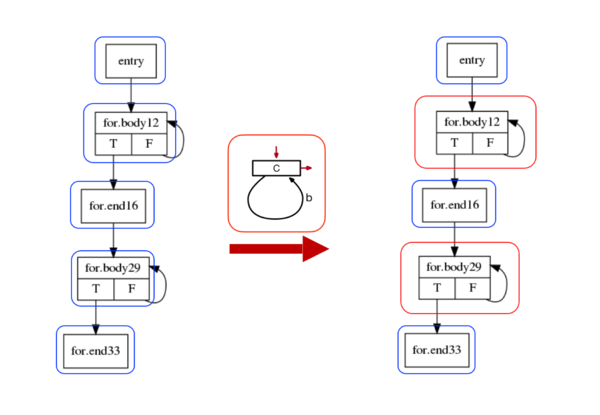 entry
for.body12
T F
for.end16
for.body29
T F
for.end33
C
b
entry
for.body12
T F
for.end16
for.body29
T F
for.end33